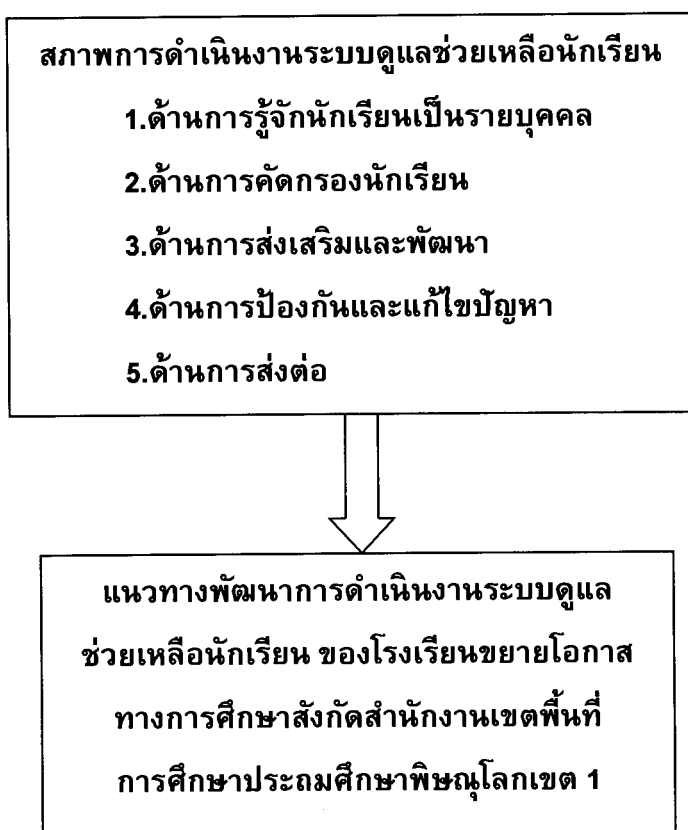 สภาพการดำเนินงานระบบดูแลช่วยเหลือนักเรียน
1.ด้านการรู้จักนักเรียนเป็นรายบุคคล
2.ด้านการคัดกรองนักเรียน
3.ด้านการส่งเสริมและพัฒนา
4.ด้านการป้องกันและแก้ไขปัญหา
5.ด้านการส่งต่อ
แนวทางพัฒนาการดำเนินงานระบบดูแล
ช่วยเหลือนักเรียน ของโรงเรียนขยายโอกาส
ทางการศึกษาสังกัดสำนักงานเขตพื้นที่
การศึกษาประถมศึกษาพิษณุโลกเขต 1